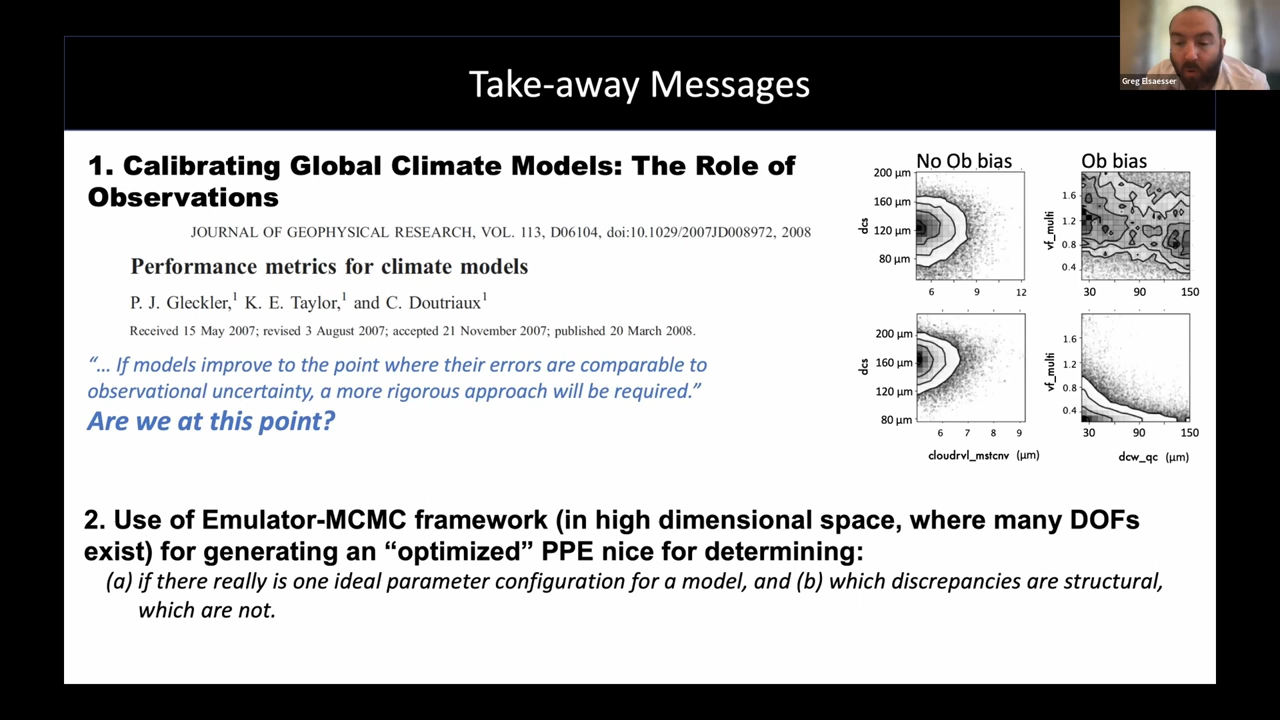 Take-away Messages
Greg Elsaesser
1. Calibrating Global Climate Models: The Role of
Observations
JOURNAL OF GEOPHYSICAL RESEARCH, VOL. 113, D06104, doi:10.1029/2007JD008972, 2008
Performance metrics for climate models
P. J. Gleckler,1 K. E. Taylor,1 and C. Doutriaux1
Received 15 May 2007; revised 3 August 2007; accepted 21 November 2007; published 20 March 2008.
“… If models improve to the point where their errors are comparable to
observational uncertainty, a more rigorous approach will be required.”
Are we at this point?
No Ob bias
200 µm
160 µm
120 µm
80 µm
dcs
6 9 12
Ob bias
1.6
1.2
0.8
0.4
vf_multi
30 90 150
200 µm
160 µm
120 µm
80 µm
dcs
6 7 8 9
cloudrvl_mstcnv (µm)
1.6
1.2
0.8
0.4
vf_multi
30 90 150
dcw_qc (µm)
2. Use of Emulator-MCMC framework (in high dimensional space, where many DOFs
exist) for generating an “optimized” PPE nice for determining:
(a) if there really is one ideal parameter configuration for a model, and (b) which discrepancies are structural,
which are not.